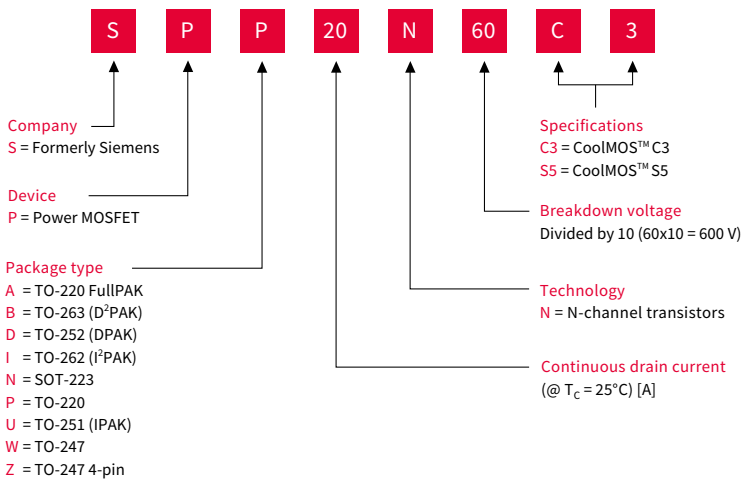 S P P 20 N 60 C 3
Company
S = Formerly Siemens
Device
P = Power MOSFET
Package type
A = TO-220 FullPAK
B = TO-263 (D²PAK)
D = TO-252 (DPAK)
I = TO-262 (I²PAK)
N = SOT-223
P = TO-220
U = TO-251 (IPAK)
W = TO-247
Z = TO-247 4-pin
Specifications
C3 = CoolMOS™ C3
S5 = CoolMOS™ S5
Breakdown voltage
Divided by 10 (60x10 = 600 V)
Technology
N = N-channel transistors
Continuous drain current
(@ T_C = 25°C) [A]